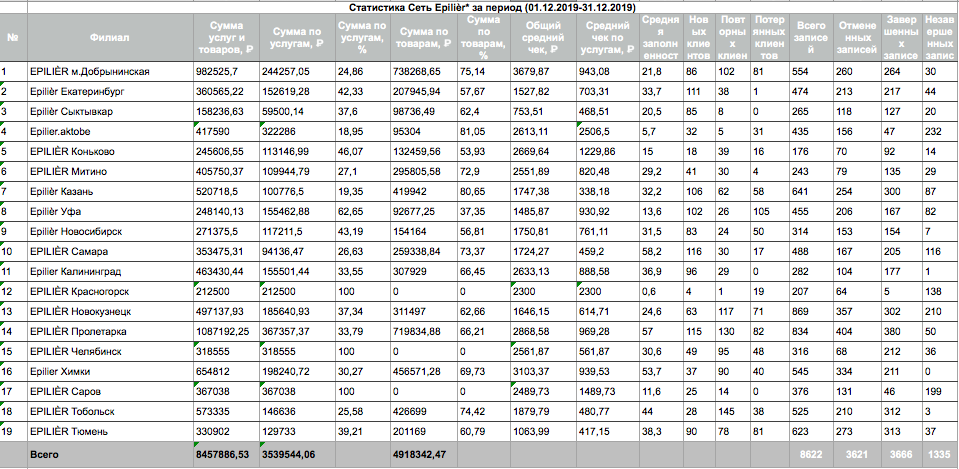 Статистика Сеть Epilièr* за период (01.12.2019-31.12.2019)
№ Филиал Сумма услуг и товаров, ₽ Сумма по услугам, ₽ Сумма по услугам, % Сумма по товарам, ₽ Сумма по товарам, % Общий средний чек, ₽ Средний чек по услугам, ₽ Средня я заполн енност Нов ых клие нтов Повт орны х клиен Потер янных клиен тов Всего записе й Отмене нных записей Завер шенны х записе Незав ерше нных запис
1 EPILIÈR м.Добрынинская 982525,7 244257,05 24,86 738268,65 75,14 3679,87 943,08 21,8 86 102 81 554 260 264 30
2 Epilièr Екатеринбург 360565,22 152619,28 42,33 207945,94 57,67 1527,82 703,31 33,7 111 38 1 474 213 217 44
3 Epilièr Сыктывкар 158236,63 59500,14 37,6 98736,49 62,4 753,51 468,51 20,5 85 8 0 265 118 127 20
4 Epilier.aktobe 417590 322286 18,95 95304 81,05 2613,11 2506,5 5,7 32 5 31 435 156 47 232
5 EPILIÈR Коньково 245606,55 113146,99 46,07 132459,56 53,93 2669,64 1229,86 15 18 39 16 176 70 92 14
6 EPILIÈR Митино 405750,37 109944,79 27,1 295805,58 72,9 2551,89 820,48 29,2 41 30 4 243 79 135 29
7 Epilièr Казань 520718,5 100776,5 19,35 419942 80,65 1747,38 338,18 32,2 106 62 58 641 254 300 87
8 Epilièr Уфа 248140,13 155462,88 62,65 92677,25 37,35 1485,87 930,92 13,6 102 26 105 455 206 167 82
9 Epilièr Новосибирск 271375,5 117211,5 43,19 154164 56,81 1750,81 761,11 31,5 83 24 50 314 153 154 7
10 EPILIÈR Самара 353475,31 94136,47 26,63 259338,84 73,37 1724,27 459,2 58,2 116 30 17 488 167 205 116
11 Epilier Калининград 463430,44 155501,44 33,55 307929 66,45 2633,13 888,58 36,9 96 29 0 282 104 177 1
12 EPILIÈR Красногорск 212500 212500 100 0 0 2300 2300 0,6 4 1 19 207 64 5 138
13 EPILIÈR Новокузнецк 497137,93 185640,93 37,34 311497 62,66 1646,15 614,71 24,6 63 117 71 869 357 302 210
14 EPILIÈR Пролетарка 1087192,25 367357,37 33,79 719834,88 66,21 2868,58 969,28 57 115 130 82 834 404 380 50
15 EPILIÈR Челябинск 318555 318555 100 0 0 2561,87 561,87 30,6 49 95 48 316 68 212 36
16 Epilier Химки 654812 198240,72 30,27 456571,28 69,73 3103,37 939,53 53,7 37 90 40 545 334 211 0
17 EPILIÈR Саров 367038 367038 100 0 0 2489,73 1489,73 11,6 25 14 0 376 131 46 199
18 EPILIÈR Тобольск 573335 146636 25,58 426699 74,42 1879,79 480,77 44 28 145 38 525 210 312 3
19 EPILIÈR Тюмень 330902 129733 39,21 201169 60,79 1063,99 417,15 38,3 90 78 81 623 273 313 37
Всего 8457886,53 3539544,06 4918342,47 8622 3621 3666 1335